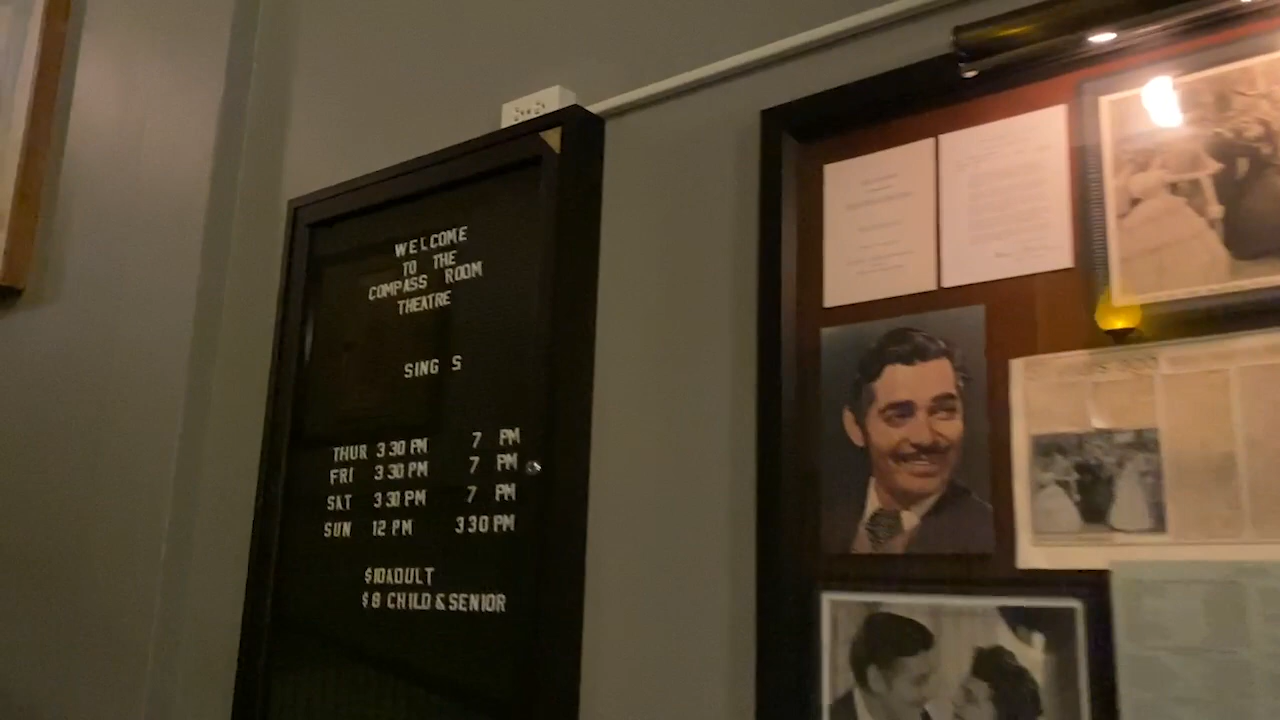 WELCOME
TO THE
COMPASS ROOM
THEATRE
SING S
THUR 3 30 PM 7 PM
FRI 3 30 PM 7 PM
SAT 3 30 PM 7 PM
SUN 12 PM 3 30 PM
$10 ADULT
$8 CHILD & SENIOR